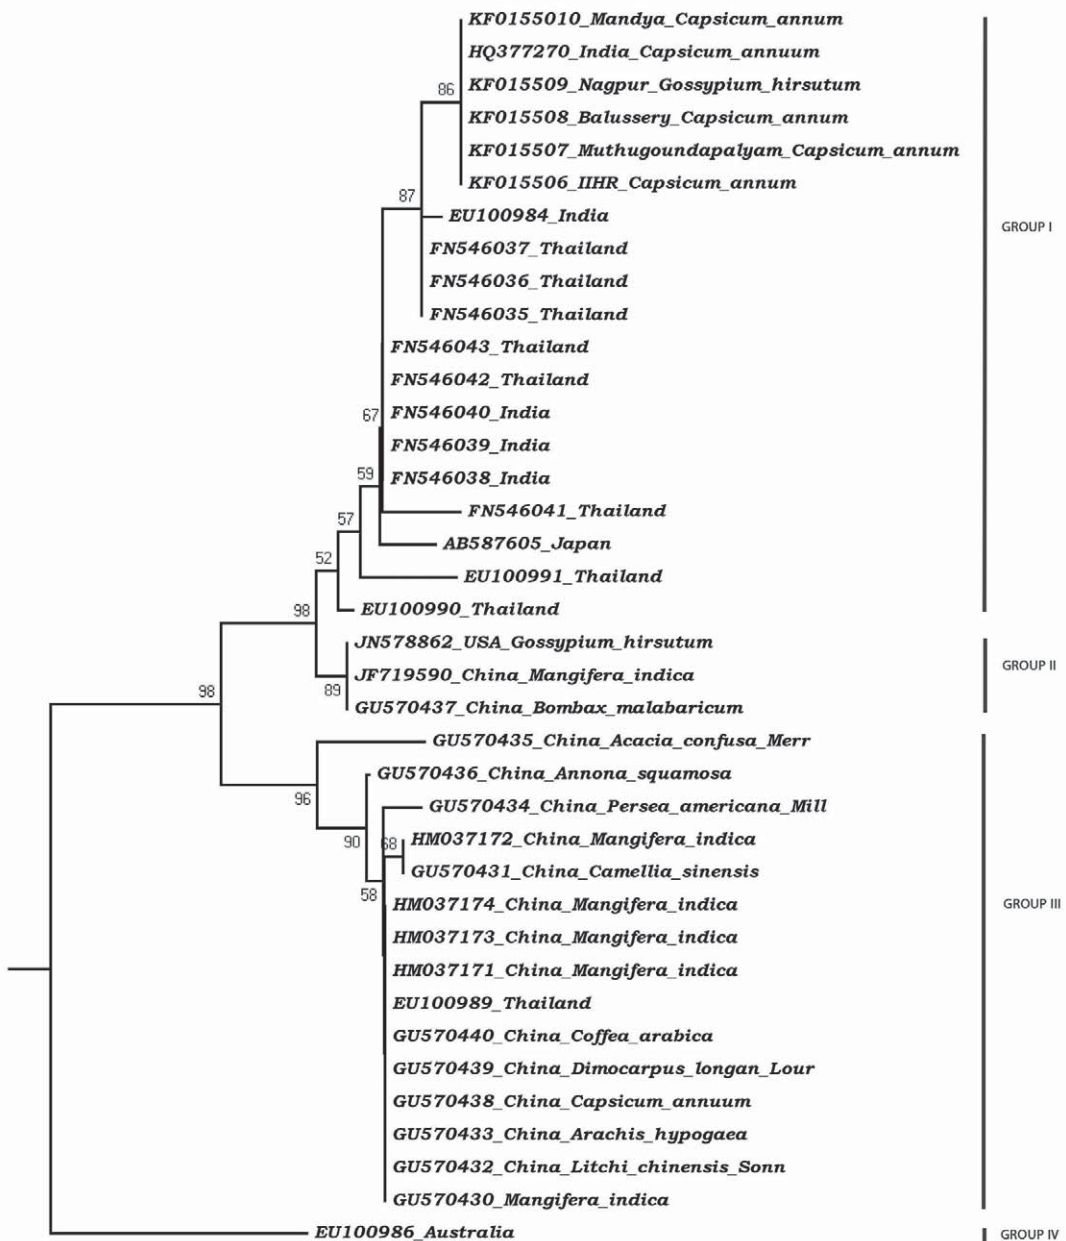 KF0155010_Mandya_Capsicum_annum
HQ377270_India_Capsicum_annuum
86
KF015509_Nagpur_Gossypium_hirsutum
KF015508_Balussery_Capsicum_annum
KF015507_Muthugoundapalyam_Capsicum_annum
KF015506_IIHR_Capsicum_annum
87
EU100984_India
GROUP I
FN546037_Thailand
FN546036_Thailand
FN546035_Thailand
FN546043_Thailand
FN546042_Thailand
67
FN546040_India
FN546039_India
59
FN546038_India
57
FN546041_Thailand
AB587605_Japan
52
EU100991_Thailand
98
EU100990_Thailand
JN578862_USA_Gossypium_hirsutum
GROUP II
JF719590_China_Mangifera_indica
98
89
GU570437_China_Bombax_malabaricum
GU570435_China_Acacia_confusa_Merr
GU570436_China_Annona_squamosa
96
GU570434_China_Persea_americana_Mill
90
68
HM037172_China_Mangifera_indica
GU570431_China_Camellia_sinensis
58
HM037174_China_Mangifera_indica
GROUP III
HM037173_China_Mangifera_indica
HM037171_China_Mangifera_indica
EU100989_Thailand
GU570440_China_Coffea_arabica
GU570439_China_Dimocarpus_longan_Lour
GU570438_China_Capsicum_annuum
GU570433_China_Arachis_hypogaea
GU570432_China_Litchi_chinensis_Sonn
GU570430_Mangifera_indica
EU100986_Australia
GROUP IV